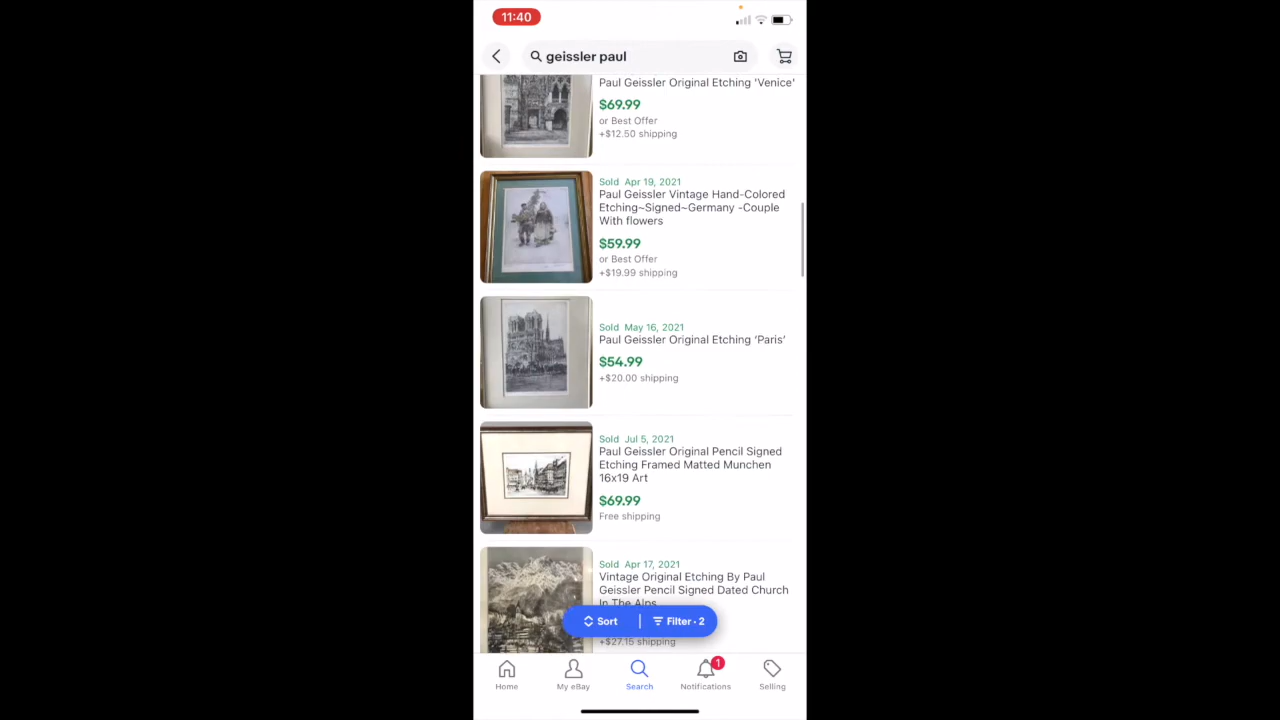 11:40
geissler paul
Paul Geissler Original Etching 'Venice'
$69.99
or Best Offer
+$12.50 shipping
Sold Apr 19, 2021
Paul Geissler Vintage Hand-Colored
Etching~Signed~Germany -Couple
With flowers
$59.99
or Best Offer
+$19.99 shipping
Sold May 16, 2021
Paul Geissler Original Etching ‘Paris’
$54.99
+$20.00 shipping
Sold Jul 5, 2021
Paul Geissler Original Pencil Signed
Etching Framed Matted Munchen
16x19 Art
$69.99
Free shipping
Sold Apr 17, 2021
Vintage Original Etching By Paul
Geissler Pencil Signed Dated Church
In The Alps
+$27.15 shipping
Sort
Filter · 2
1
Home
My eBay
Search
Notifications
Selling